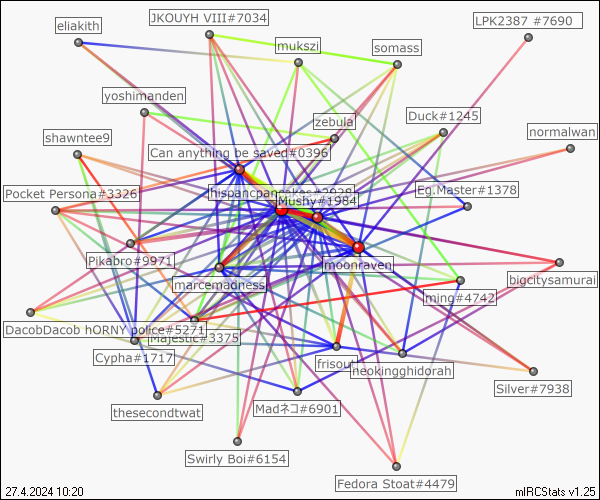 JKOUYH VIII#7034
LPK2387 #7690
eliakith
mukszi
somass
yoshimanden
Duck#1245
zebula
normalwan
shawntee9
Can anything be saved#0396
Pocket Persona#3326
Eg.Master#1378
Mushy#1984
Pikabro#9971
moonraven
bigcitysamurai
marcemadness
ming#4742
DacobDacob hORNY police#5271
Majestic#3375
Cypha#1717
frisout
neokingghidorah
Silver#7938
thesecondtwat
Madネコ#6901
Swirly Boi#6154
Fedora Stoat#4479
27.4.2024 10:20
mIRCStats v1.25